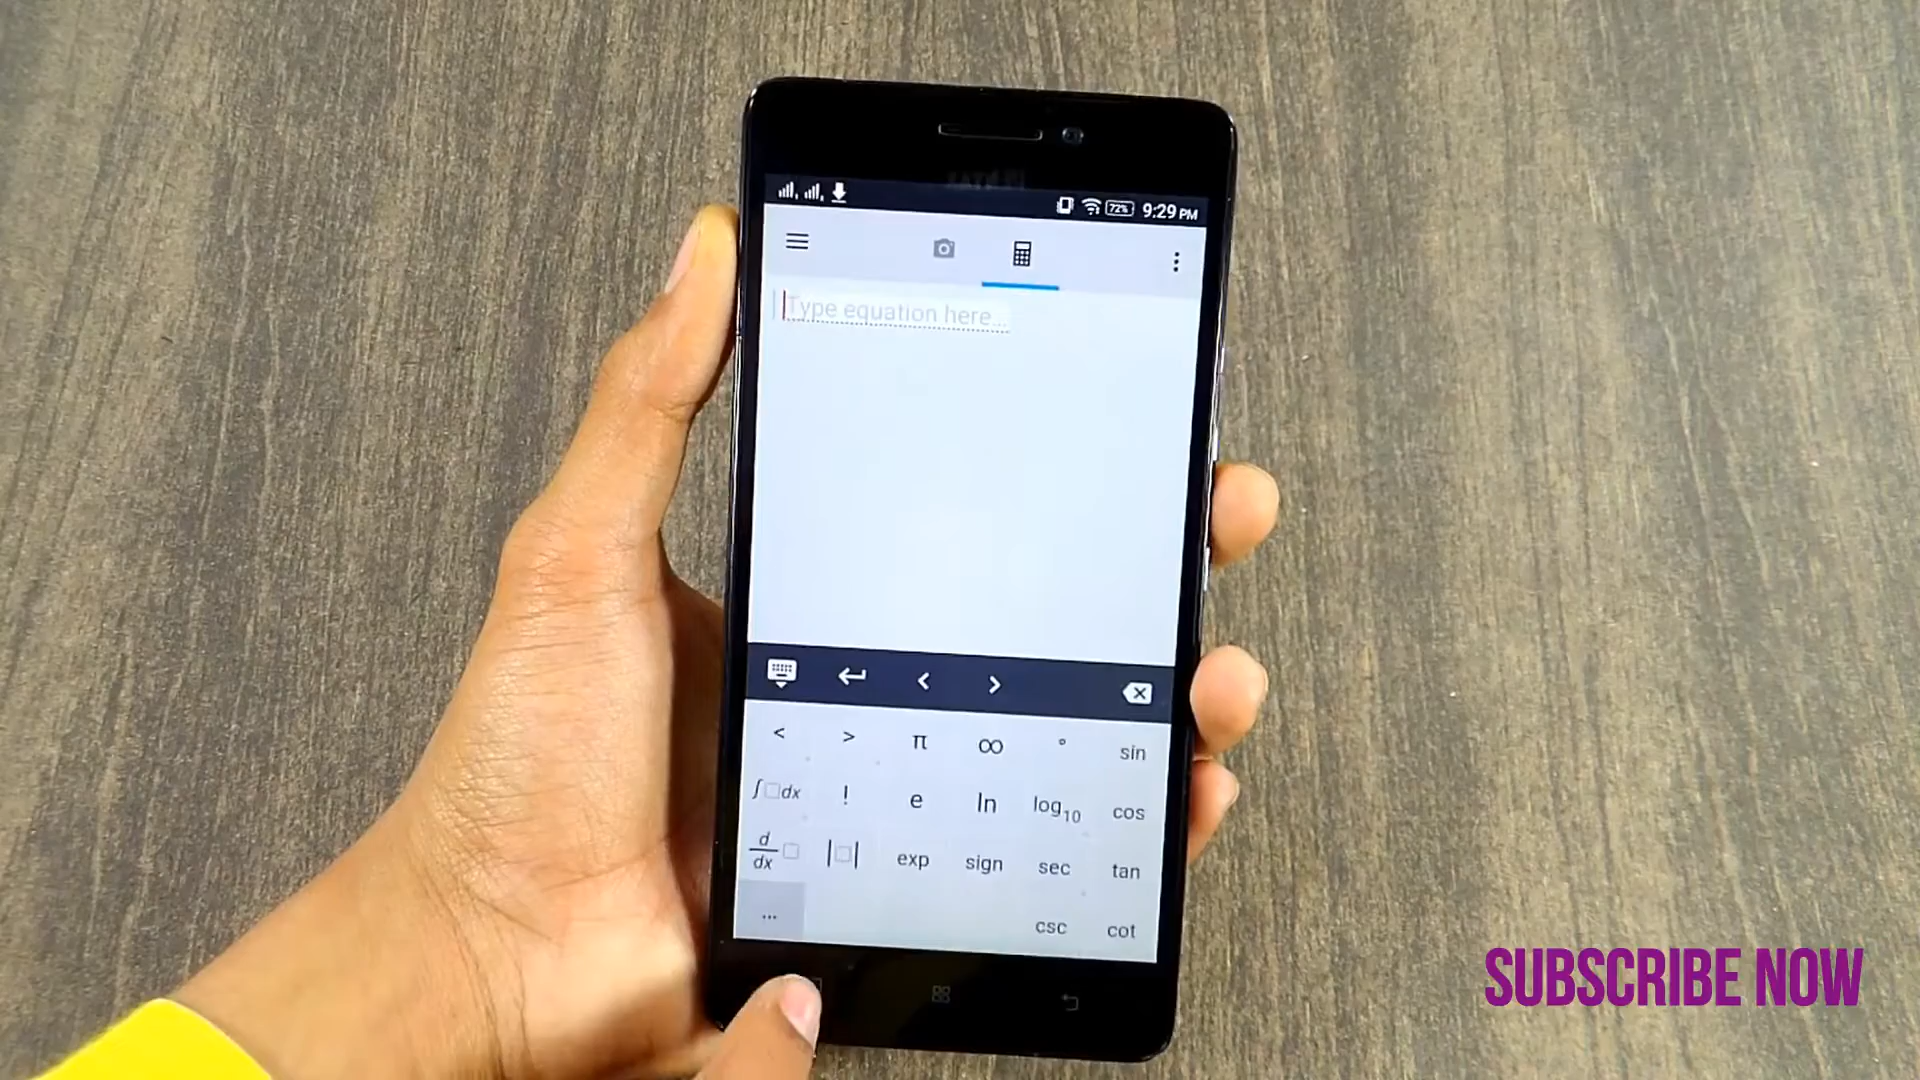 72% 9:29 PM
Type equation here...
< >
< > π ∞ ° sin
∫□dx ! e ln log10 cos
d/dx □ |□| exp sign sec tan
... csc cot
SUBSCRIBE NOW